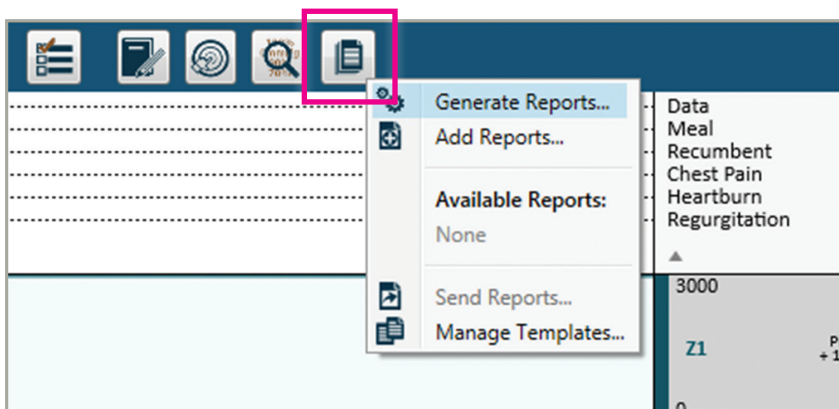 Generate Reports...
Add Reports...
Available Reports:
None
Send Reports...
Manage Templates...
Data
Meal
Recumbent
Chest Pain
Heartburn
Regurgitation
3000
Z1